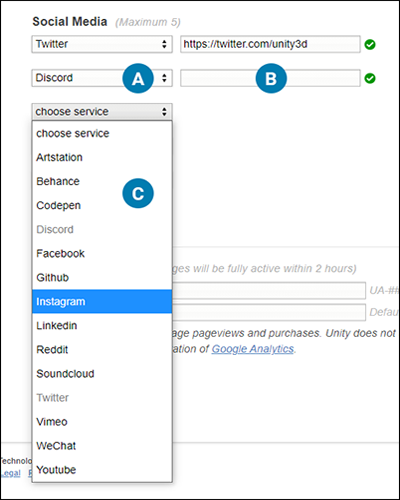 Social Media (Maximum 5)
Twitter https://twitter.com/unity3d
Discord A B
choose service
choose service
Artstation
Behance
C
Codepen
Discord
Facebook
Github
ges will be fully active within 2 hours)
Instagram UA-##
Linkedin Defau
Reddit age pageviews and purchases. Unity does not
Soundcloud ation of Google Analytics.
Twitter
Vimeo
WeChat
Technolo
Youtube
Legal